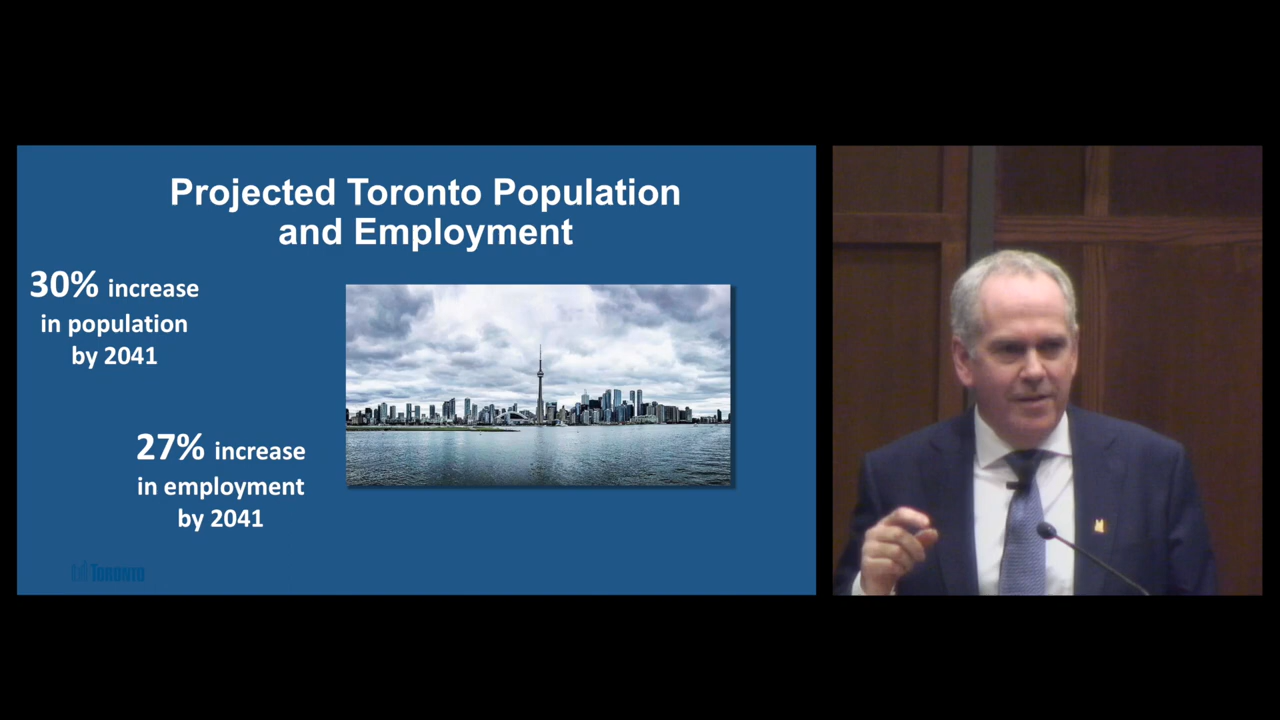 Projected Toronto Population
and Employment
30% increase
in population
by 2041
27% increase
in employment
by 2041
TORONTO